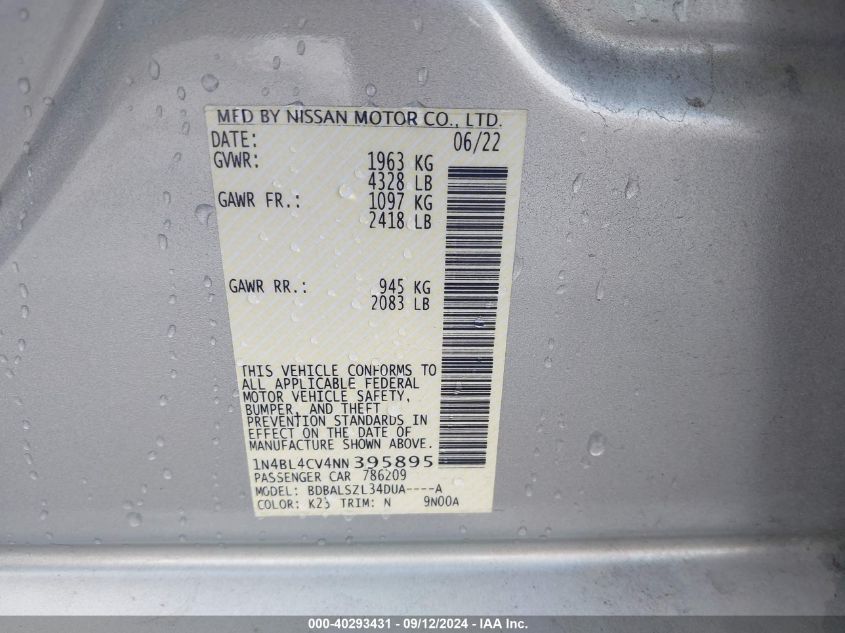 MFD BY NISSAN MOTOR CO., LTD.
DATE: 06/22
GVWR: 1963 KG
4328 LB
GAWR FR.: 1097 KG
2418 LB
GAWR RR.: 945 KG
2083 LB
THIS VEHICLE CONFORMS TO
ALL APPLICABLE FEDERAL
MOTOR VEHICLE SAFETY,
BUMPER, AND THEFT
PREVENTION STANDARDS IN
EFFECT ON THE DATE OF
MANUFACTURE SHOWN ABOVE.
1N4BL4CV4NN395895
PASSENGER CAR 786209
MODEL: BDBALSZL34DUA----A
COLOR: K23 TRIM: N 9N00A
000-40293431 - 09/12/2024 - IAA Inc.